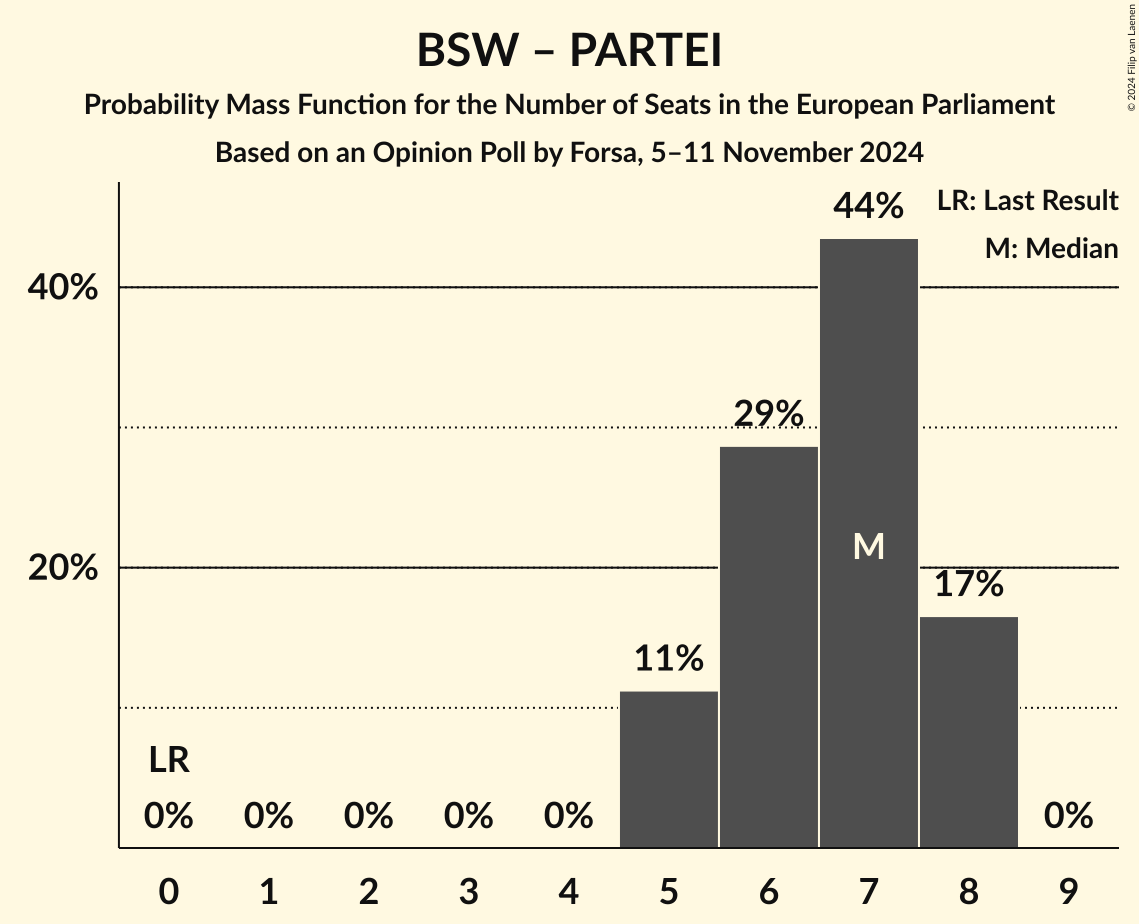 BSW – PARTEI
Probability Mass Function for the Number of Seats in the European Parliament
Based on an Opinion Poll by Forsa, 5–11 November 2024
© 2024 Filip van Laenen
LR: Last Result
M: Median
44%
40%
29%
M
20%
17%
11%
LR
0% 0% 0% 0% 0% 0%
0 1 2 3 4 5 6 7 8 9